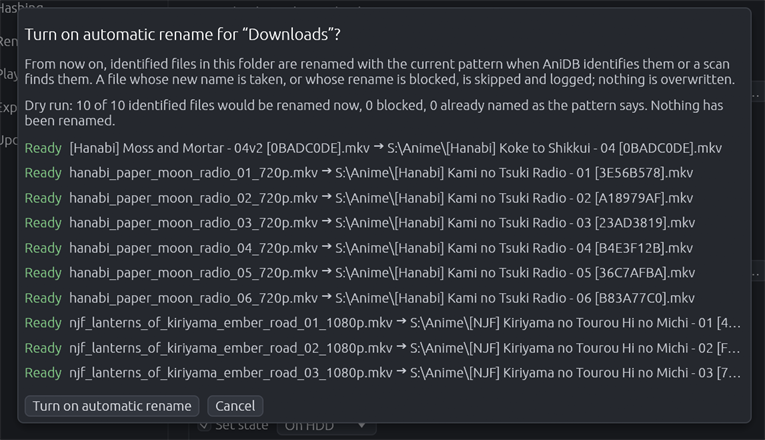 Hashing
Turn on automatic rename for “Downloads”?
From now on, identified files in this folder are renamed with the current pattern when AniDB identifies them or a scan
finds them. A file whose new name is taken, or whose rename is blocked, is skipped and logged; nothing is overwritten.
Dry run: 10 of 10 identified files would be renamed now, 0 blocked, 0 already named as the pattern says. Nothing has
been renamed.
Ready [Hanabi] Moss and Mortar - 04v2 [0BADC0DE].mkv → S:\Anime\[Hanabi] Koke to Shikkui - 04 [0BADC0DE].mkv
Ready hanabi_paper_moon_radio_01_720p.mkv → S:\Anime\[Hanabi] Kami no Tsuki Radio - 01 [3E56B578].mkv
Ready hanabi_paper_moon_radio_02_720p.mkv → S:\Anime\[Hanabi] Kami no Tsuki Radio - 02 [A18979AF].mkv
Ready hanabi_paper_moon_radio_03_720p.mkv → S:\Anime\[Hanabi] Kami no Tsuki Radio - 03 [23AD3819].mkv
Ready hanabi_paper_moon_radio_04_720p.mkv → S:\Anime\[Hanabi] Kami no Tsuki Radio - 04 [B4E3F12B].mkv
Ready hanabi_paper_moon_radio_05_720p.mkv → S:\Anime\[Hanabi] Kami no Tsuki Radio - 05 [36C7AFBA].mkv
Ready hanabi_paper_moon_radio_06_720p.mkv → S:\Anime\[Hanabi] Kami no Tsuki Radio - 06 [B83A77C0].mkv
Ready njf_lanterns_of_kiriyama_ember_road_01_1080p.mkv → S:\Anime\[NJF] Kiriyama no Tourou Hi no Michi - 01 [4…
Ready njf_lanterns_of_kiriyama_ember_road_02_1080p.mkv → S:\Anime\[NJF] Kiriyama no Tourou Hi no Michi - 02 [F…
Ready njf_lanterns_of_kiriyama_ember_road_03_1080p.mkv → S:\Anime\[NJF] Kiriyama no Tourou Hi no Michi - 03 [7…
Turn on automatic rename Cancel
Set state On HDD